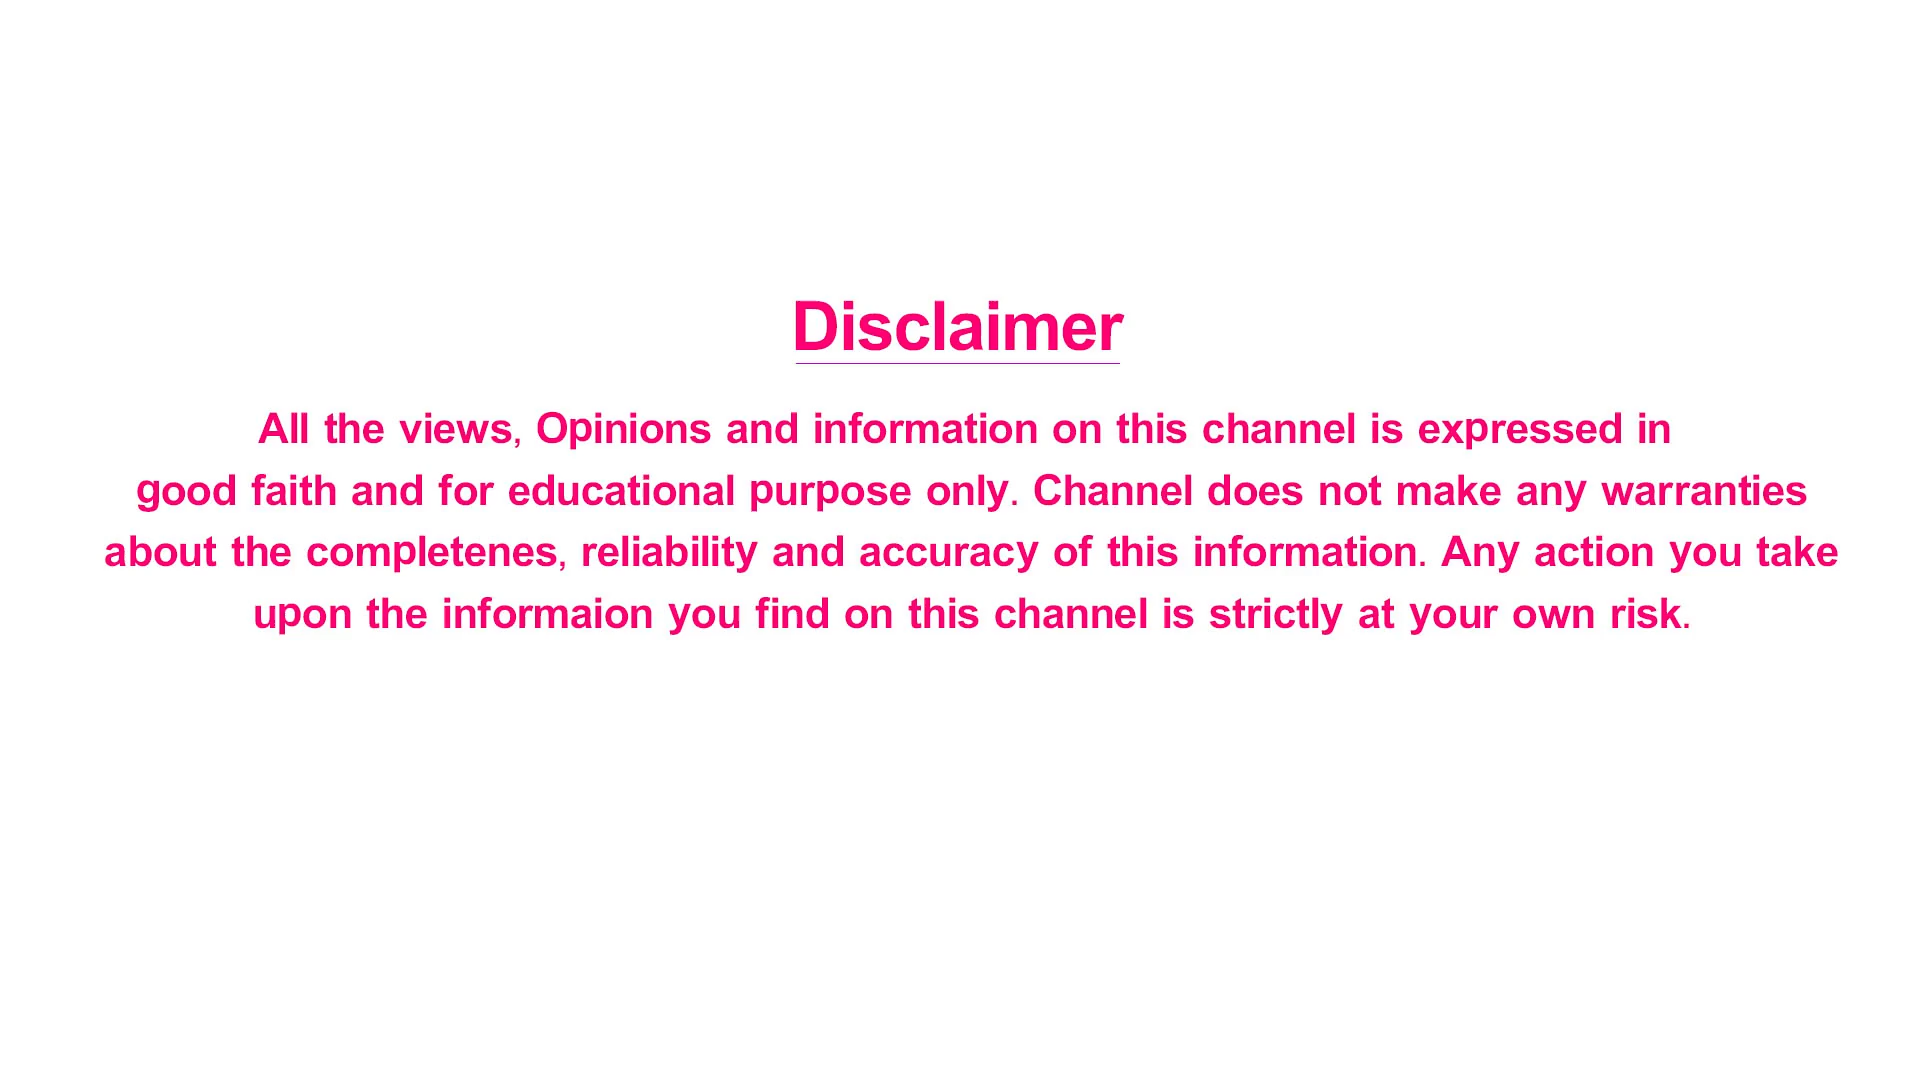 Disclaimer
All the views, Opinions and information on this channel is expressed in
good faith and for educational purpose only. Channel does not make any warranties
about the completenes, reliability and accuracy of this information. Any action you take
upon the informaion you find on this channel is strictly at your own risk.